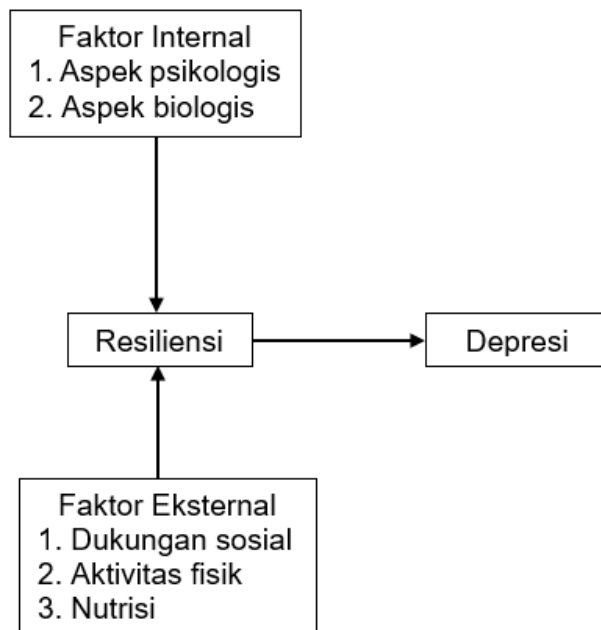 Faktor Internal
1. Aspek psikologis
2. Aspek biologis
Resiliensi
Depresi
Faktor Eksternal
1. Dukungan sosial
2. Aktivitas fisik
3. Nutrisi